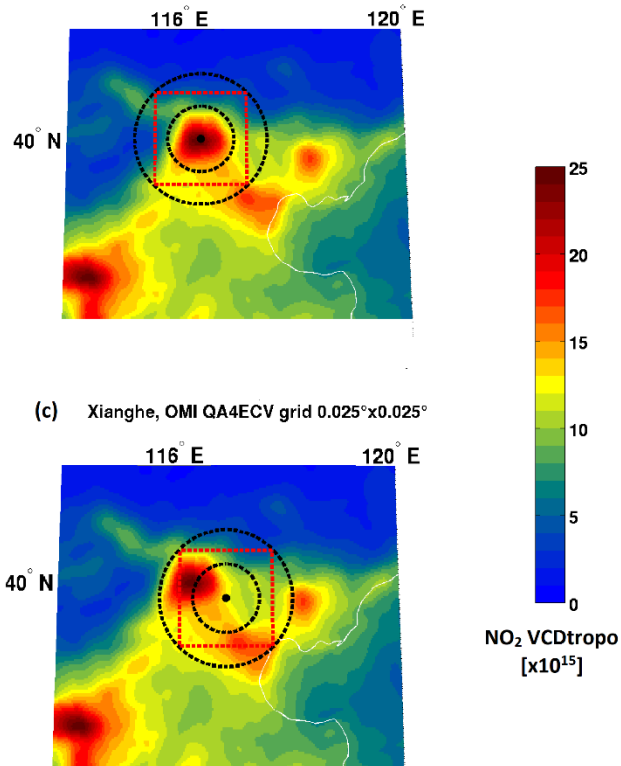 116° E
120° E
40° N
25
20
15
10
5
0
NO₂ VCDtropo
[x10¹⁵]
(c) Xianghe, OMI QA4ECV grid 0.025°x0.025°
116° E
120° E
40° N